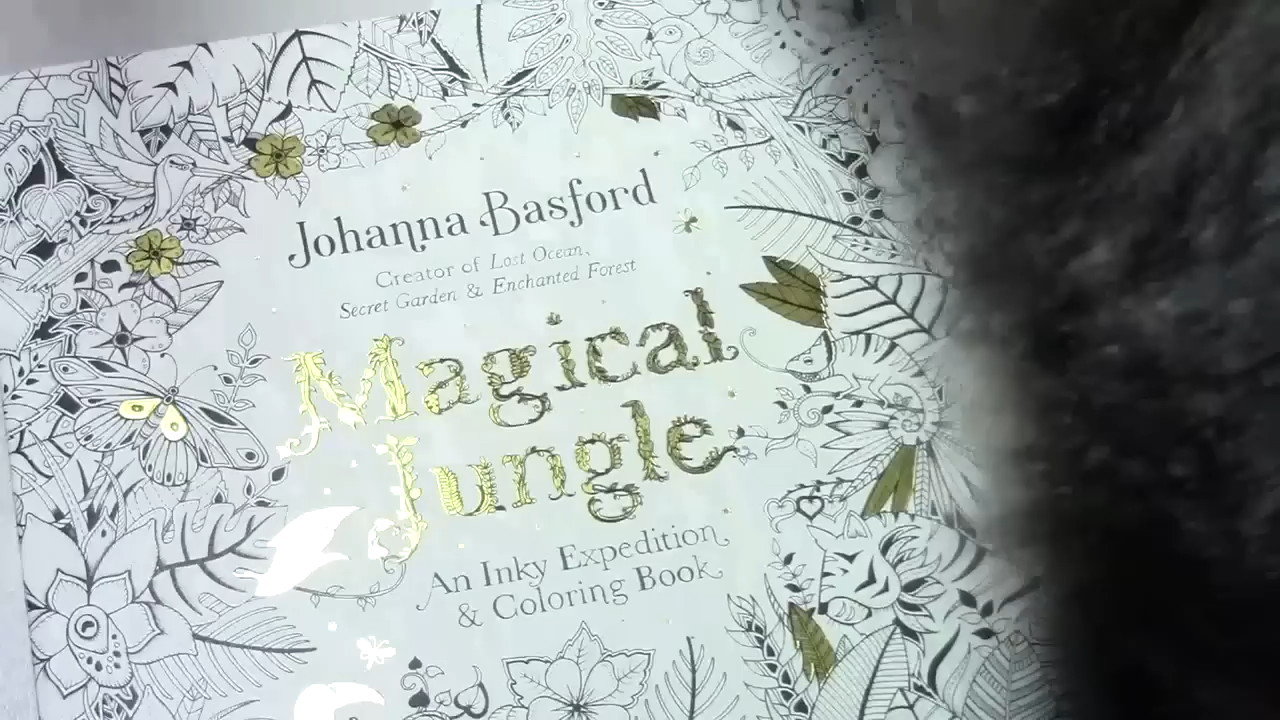 Johanna Basford
Creator of Lost Ocean,
Secret Garden & Enchanted Forest
Magical
Jungle
An Inky Expedition
& Coloring Book